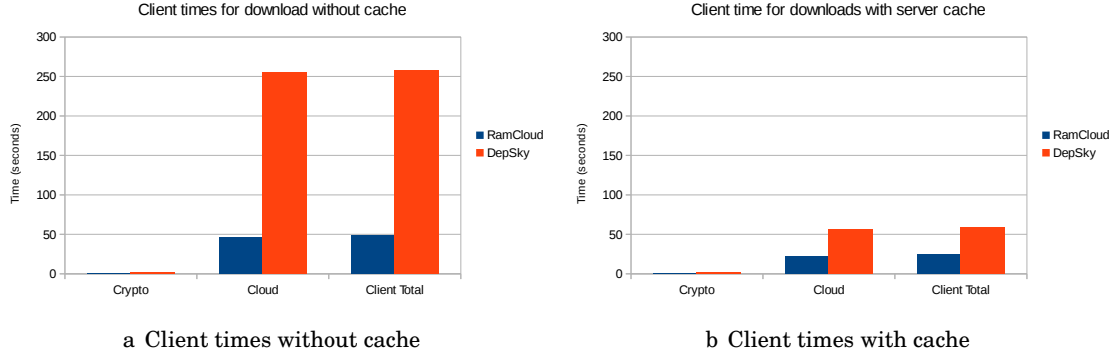 Client times for download without cache
300
250
200
150
100
50
0
Time (seconds)
Crypto
Cloud
Client Total
RamCloud
DepSky
a Client times without cache
Client time for downloads with server cache
300
250
200
150
100
50
0
Time (seconds)
Crypto
Cloud
Client Total
RamCloud
DepSky
b Client times with cache